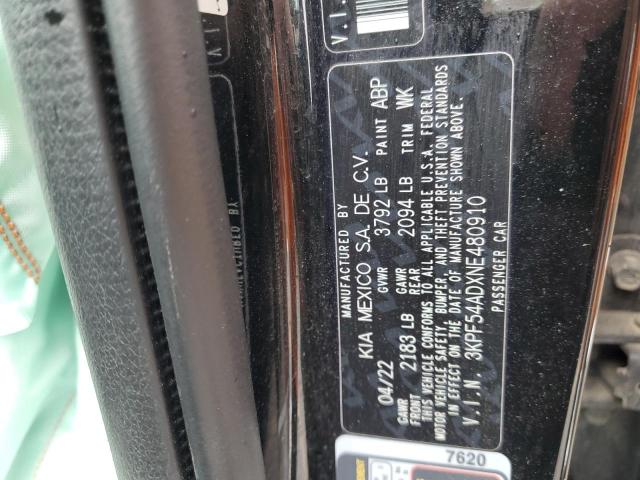 MANUFACTURED BY
KIA MEXICO S.A. DE C.V.
04/22 GVWR 3792 LB PAINT ABP
GAWR FRONT 2183 LB GAWR REAR 2094 LB TRIM WK
THIS VEHICLE CONFORMS TO ALL APPLICABLE U.S.A. FEDERAL
MOTOR VEHICLE SAFETY, BUMPER, AND THEFT PREVENTION STANDARDS
IN EFFECT ON THE DATE OF MANUFACTURE SHOWN ABOVE.
V.I.N. 3KPF54ADXNE480910
PASSENGER CAR
7620
V.I.